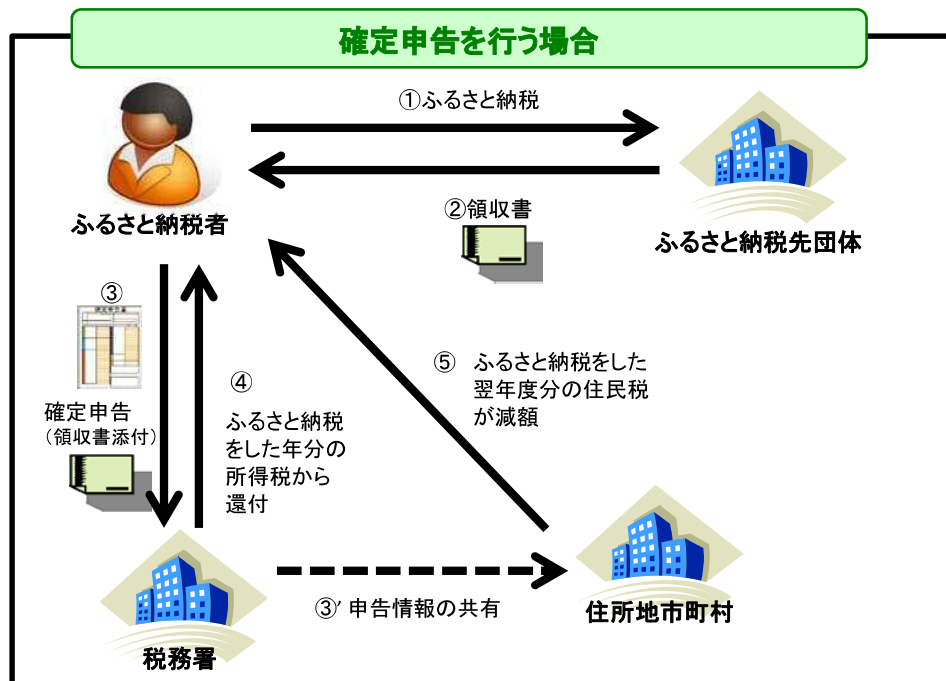 確定申告を行う場合
①ふるさと納税
②領収書
ふるさと納税者
ふるさと納税先団体
③
確定申告
（領収書添付）
④
ふるさと納税
をした年分の
所得税から
還付
⑤ ふるさと納税をした
翌年度分の住民税
が減額
③’申告情報の共有
税務署
住所地市町村